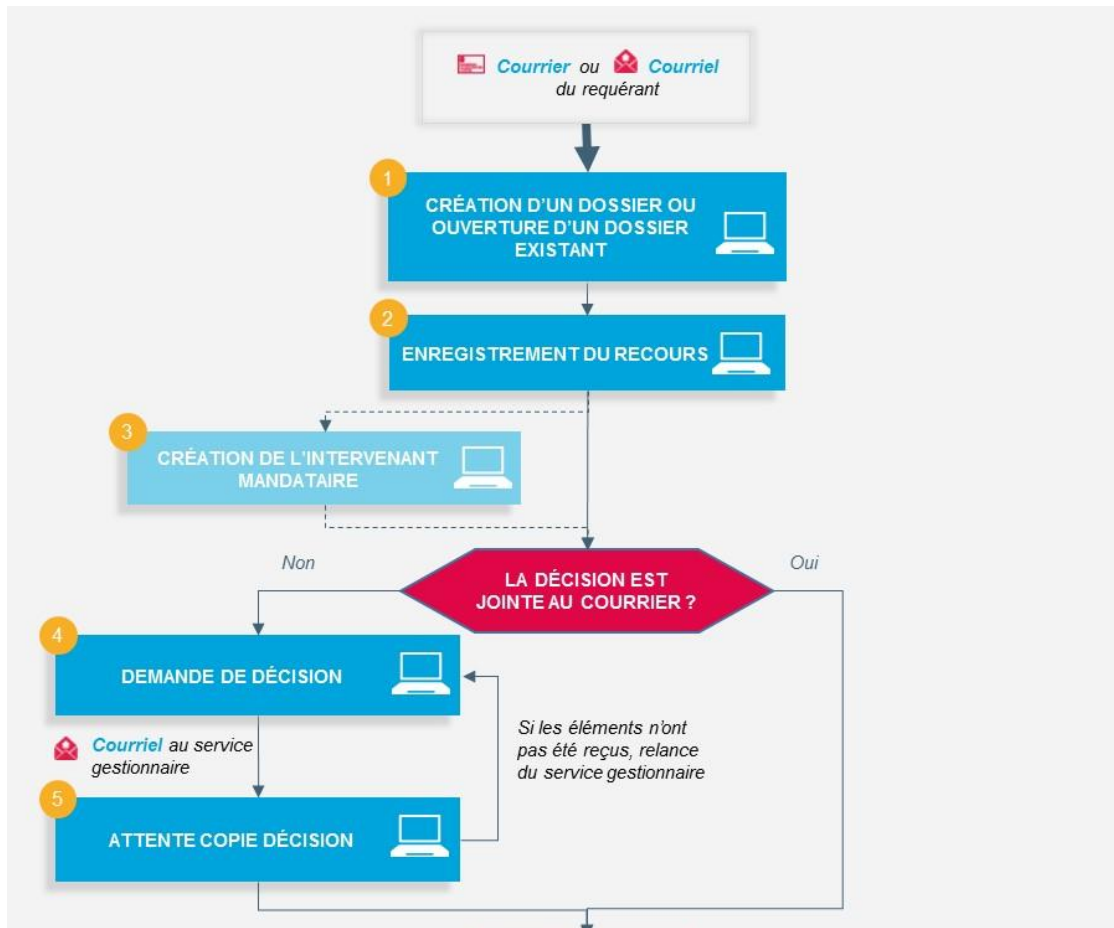 Courrier ou Courriel
du requérant
1
CRÉATION D'UN DOSSIER OU
OUVERTURE D'UN DOSSIER
EXISTANT
2
ENREGISTREMENT DU RECOURS
3
CRÉATION DE L'INTERVENANT
MANDATAIRE
Non
LA DÉCISION EST
JOINTE AU COURRIER ?
Oui
4
DEMANDE DE DÉCISION
Courriel au service
gestionnaire
Si les éléments n'ont
pas été reçus, relance
du service gestionnaire
5
ATTENTE COPIE DÉCISION